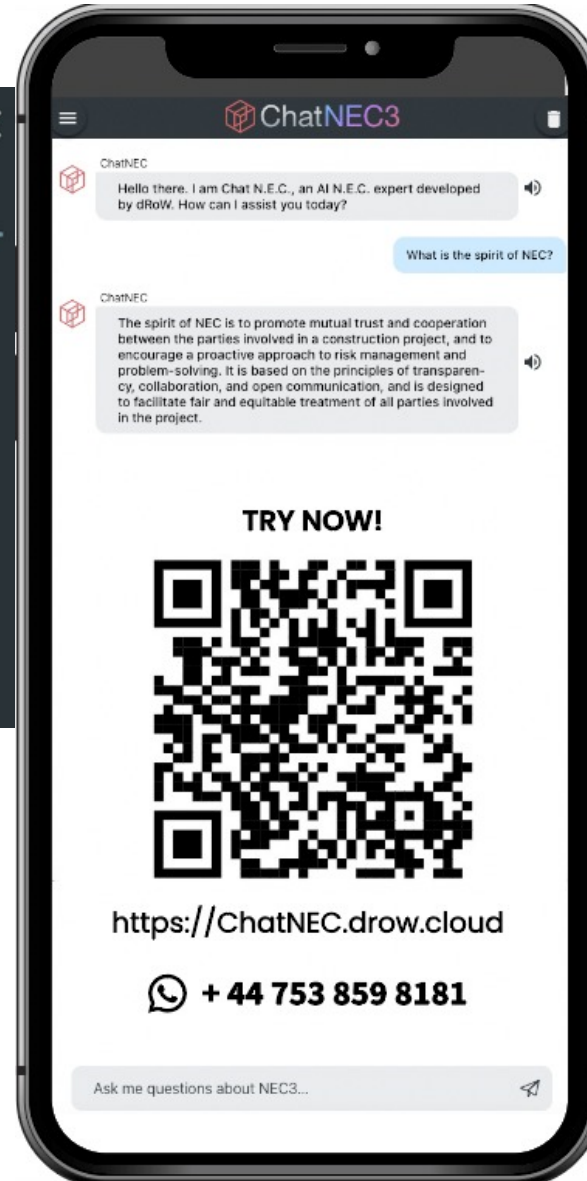 ChatNEC3
ChatNEC
Hello there. I am Chat N.E.C., an AI N.E.C. expert developed
by dRoW. How can I assist you today?
What is the spirit of NEC?
ChatNEC
The spirit of NEC is to promote mutual trust and cooperation
between the parties involved in a construction project, and to
encourage a proactive approach to risk management and
problem-solving. It is based on the principles of transparen-
cy, collaboration, and open communication, and is designed
to facilitate fair and equitable treatment of all parties involved
in the project.
TRY NOW!
https://ChatNEC.drow.cloud
+ 44 753 859 8181
Ask me questions about NEC3...